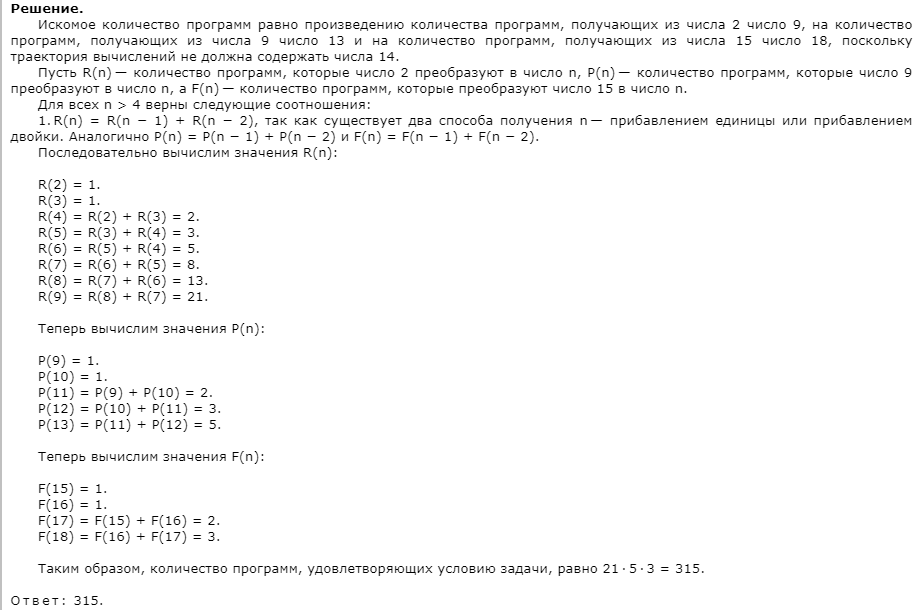 Решение.
Искомое количество программ равно произведению количества программ, получающих из числа 2 число 9, на количество
программ, получающих из числа 9 число 13 и на количество программ, получающих из числа 15 число 18, поскольку
траектория вычислений не должна содержать числа 14.
Пусть R(n) — количество программ, которые число 2 преобразуют в число n, P(n) — количество программ, которые число 9
преобразуют в число n, а F(n) — количество программ, которые преобразуют число 15 в число n.
Для всех n > 4 верны следующие соотношения:
1. R(n) = R(n − 1) + R(n − 2), так как существует два способа получения n — прибавлением единицы или прибавлением
двойки. Аналогично P(n) = P(n − 1) + P(n − 2) и F(n) = F(n − 1) + F(n − 2).
Последовательно вычислим значения R(n):
R(2) = 1.
R(3) = 1.
R(4) = R(2) + R(3) = 2.
R(5) = R(3) + R(4) = 3.
R(6) = R(5) + R(4) = 5.
R(7) = R(6) + R(5) = 8.
R(8) = R(7) + R(6) = 13.
R(9) = R(8) + R(7) = 21.
Теперь вычислим значения P(n):
P(9) = 1.
P(10) = 1.
P(11) = P(9) + P(10) = 2.
P(12) = P(10) + P(11) = 3.
P(13) = P(11) + P(12) = 5.
Теперь вычислим значения F(n):
F(15) = 1.
F(16) = 1.
F(17) = F(15) + F(16) = 2.
F(18) = F(16) + F(17) = 3.
Таким образом, количество программ, удовлетворяющих условию задачи, равно 21 · 5 · 3 = 315.
Ответ: 315.